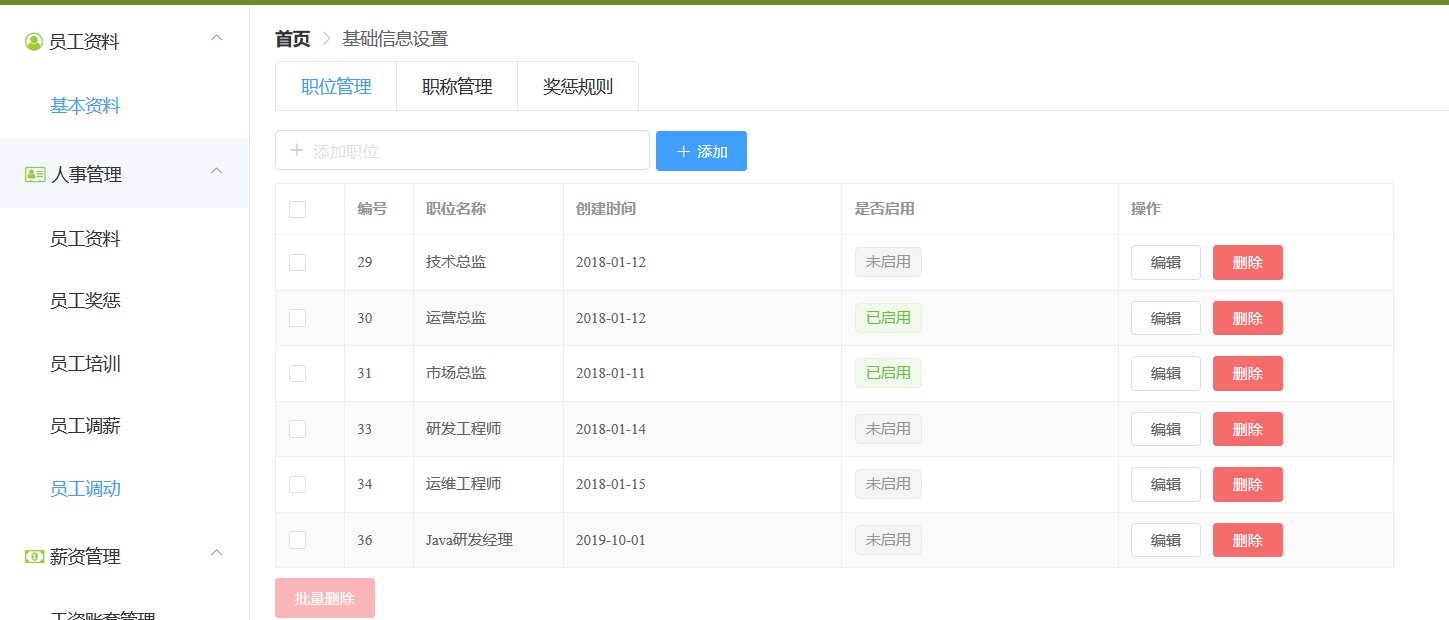 员工资料
基本资料
人事管理
员工资料
员工奖惩
员工培训
员工调薪
员工调动
薪资管理
工资账套管理
首页 > 基础信息设置
职位管理 职称管理 奖惩规则
+ 添加职位 + 添加
编号 职位名称 创建时间 是否启用 操作
29 技术总监 2018-01-12 未启用 编辑 删除
30 运营总监 2018-01-12 已启用 编辑 删除
31 市场总监 2018-01-11 已启用 编辑 删除
33 研发工程师 2018-01-14 未启用 编辑 删除
34 运维工程师 2018-01-15 未启用 编辑 删除
36 Java研发经理 2019-10-01 未启用 编辑 删除
批量删除